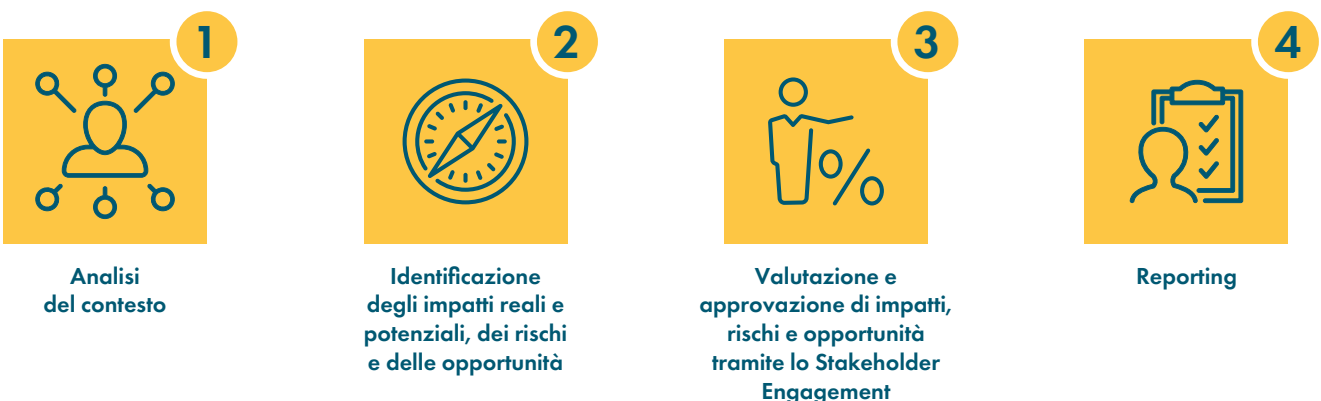 1
Analisi
del contesto
2
Identificazione
degli impatti reali e
potenziali, dei rischi
e delle opportunità
3
Valutazione e
approvazione di impatti,
rischi e opportunità
tramite lo Stakeholder
Engagement
%
4
Reporting